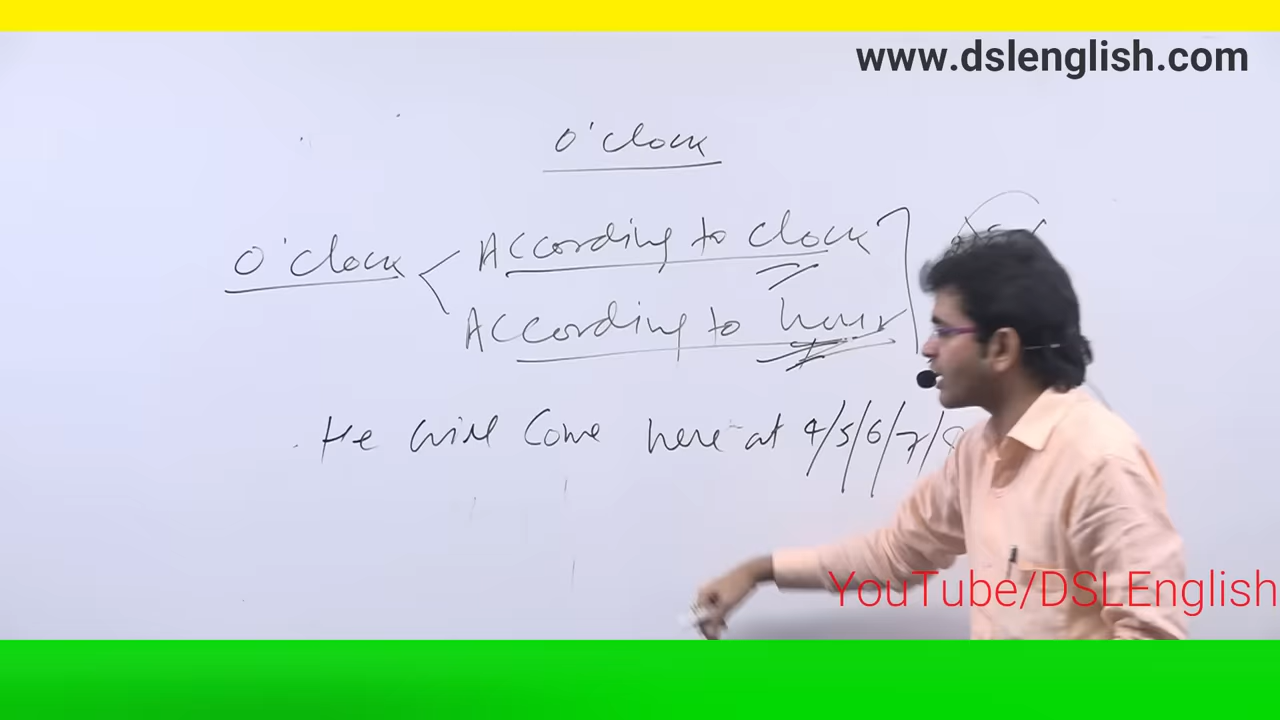 www.dslenglish.com
O'clock
O'clock < According to clock
According to hour
He will come here at 4/5/6/7/8
YouTube/DSLEnglish